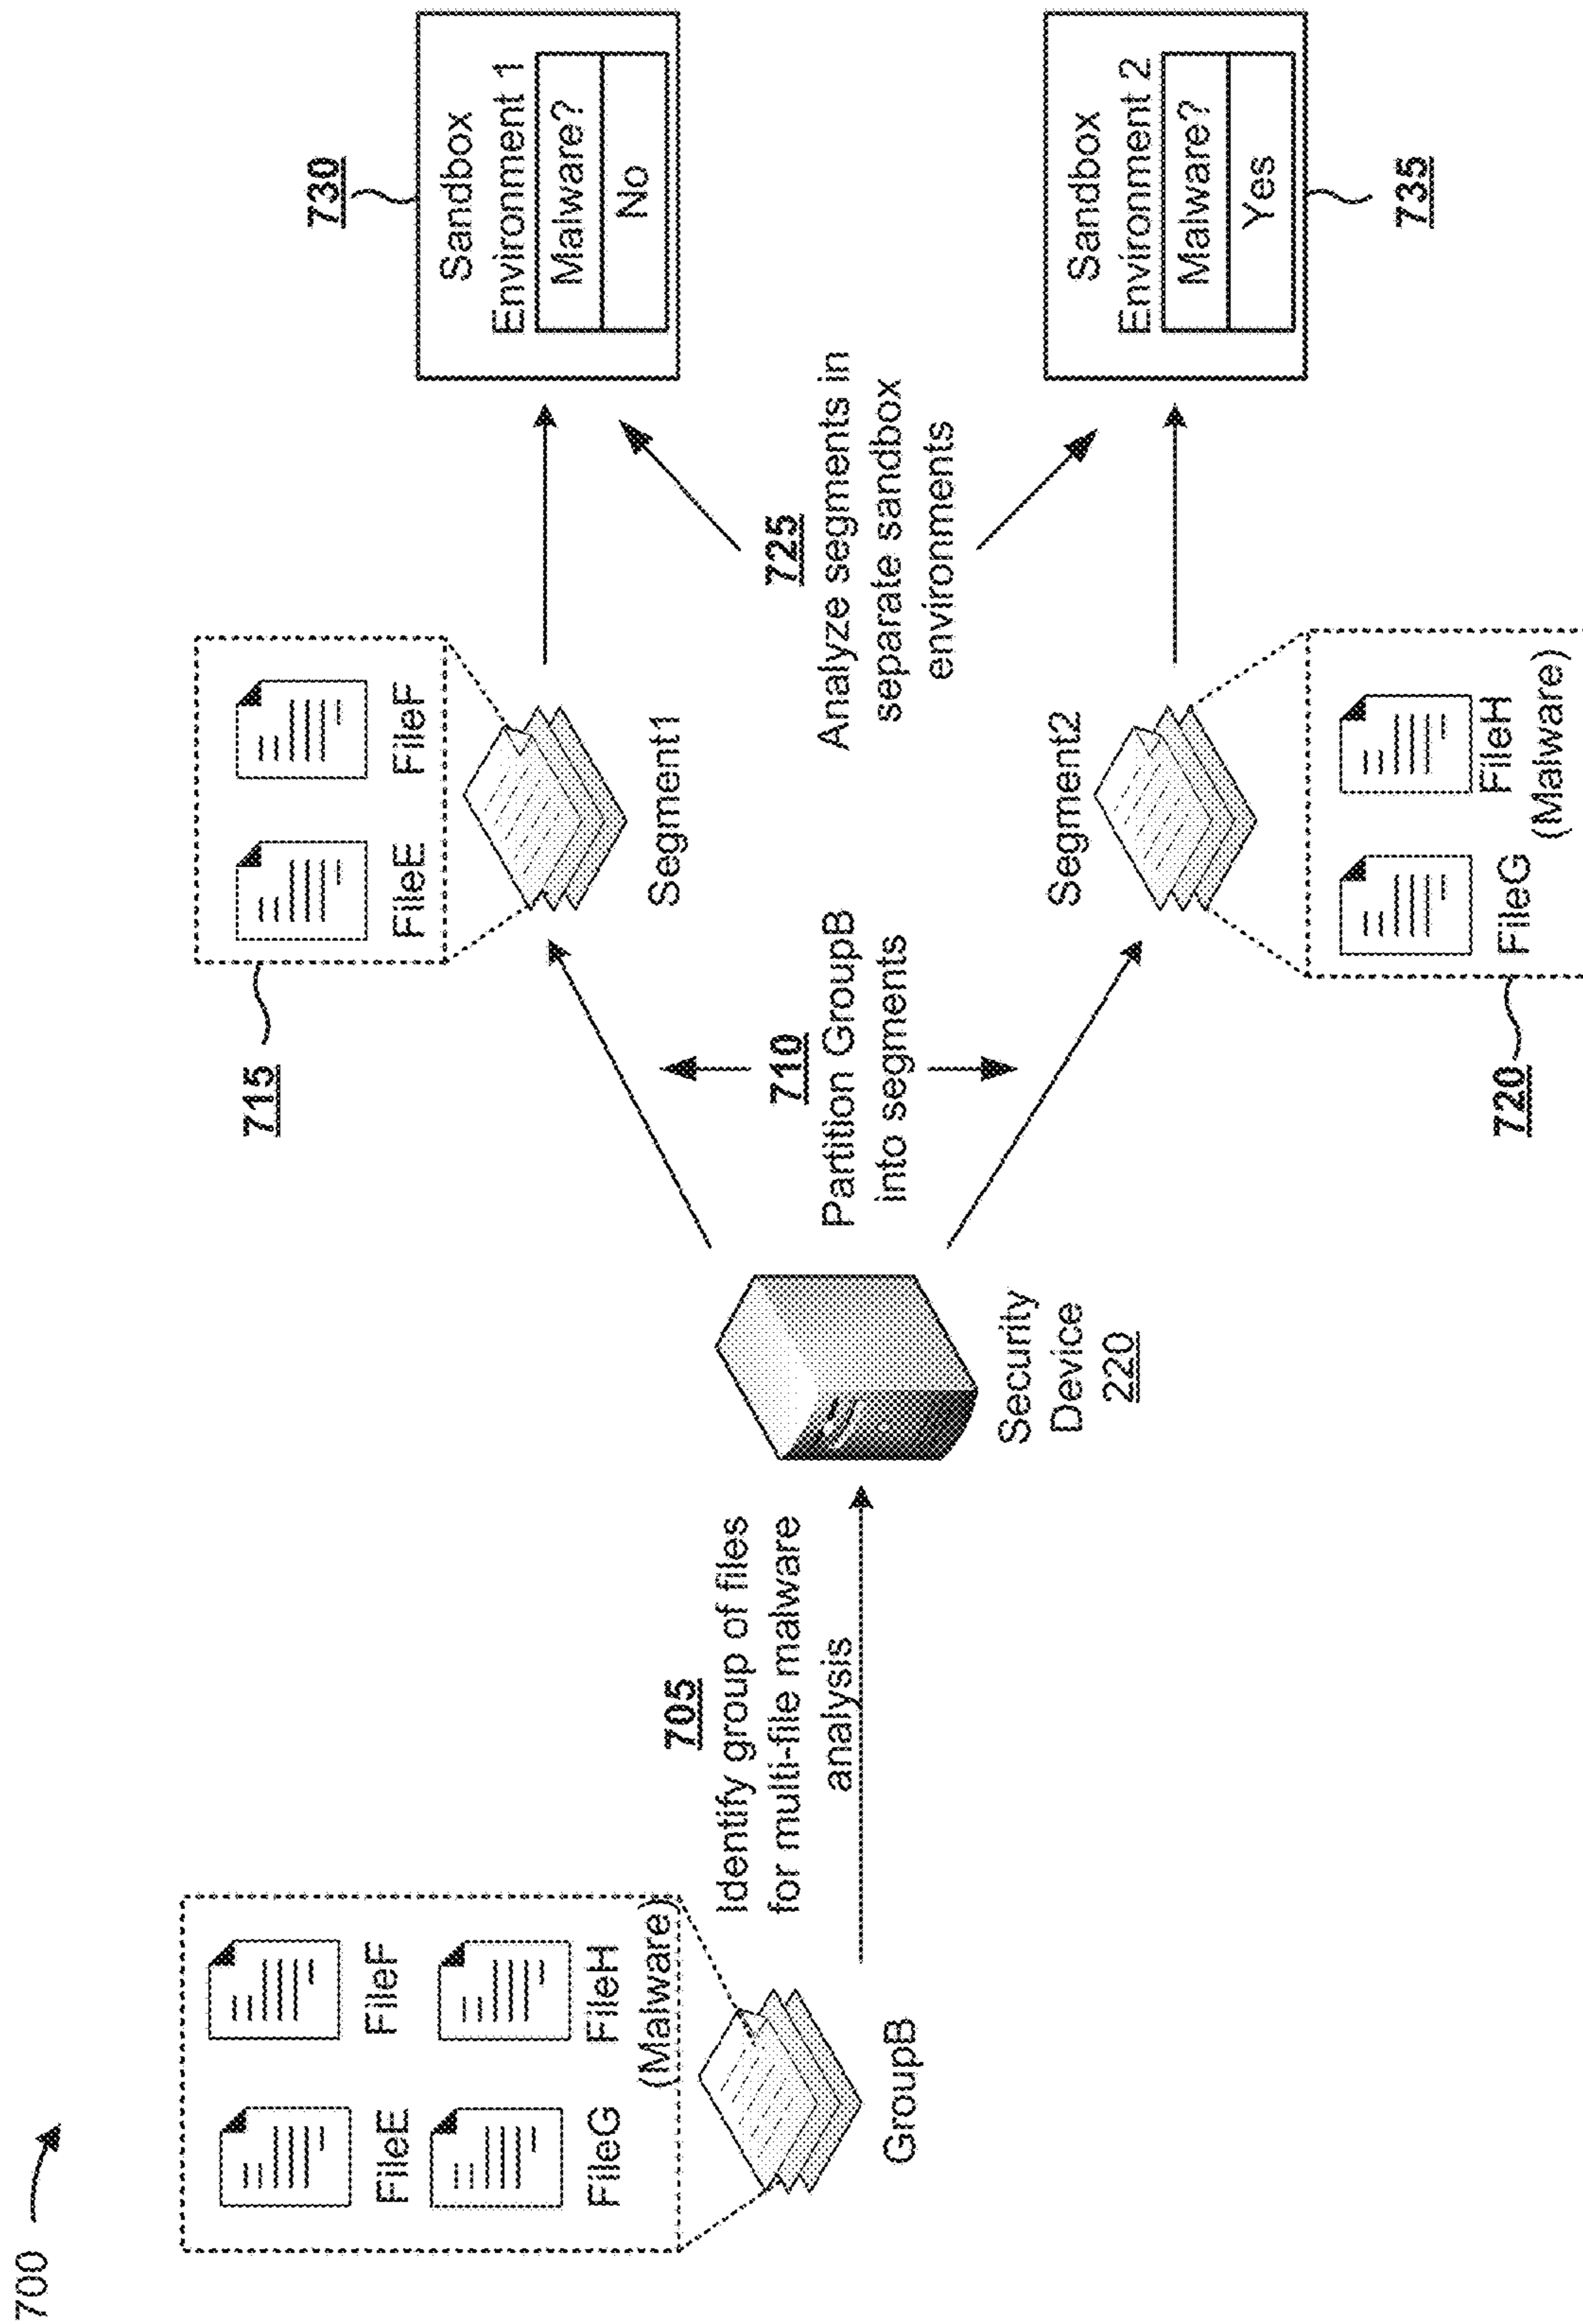 700
FileE
FileF
FileG
FileH
(Malware)
GroupB
705
Identify group of files
for multi-file malware
analysis
Security
Device
220
710
Partition GroupB
into segments
715
FileE
FileF
Segment1
Segment2
FileG
FileH
(Malware)
720
725
Analyze segments in
separate sandbox
environments
730
Sandbox
Environment 1
Malware?
No
Sandbox
Environment 2
Malware?
Yes
735